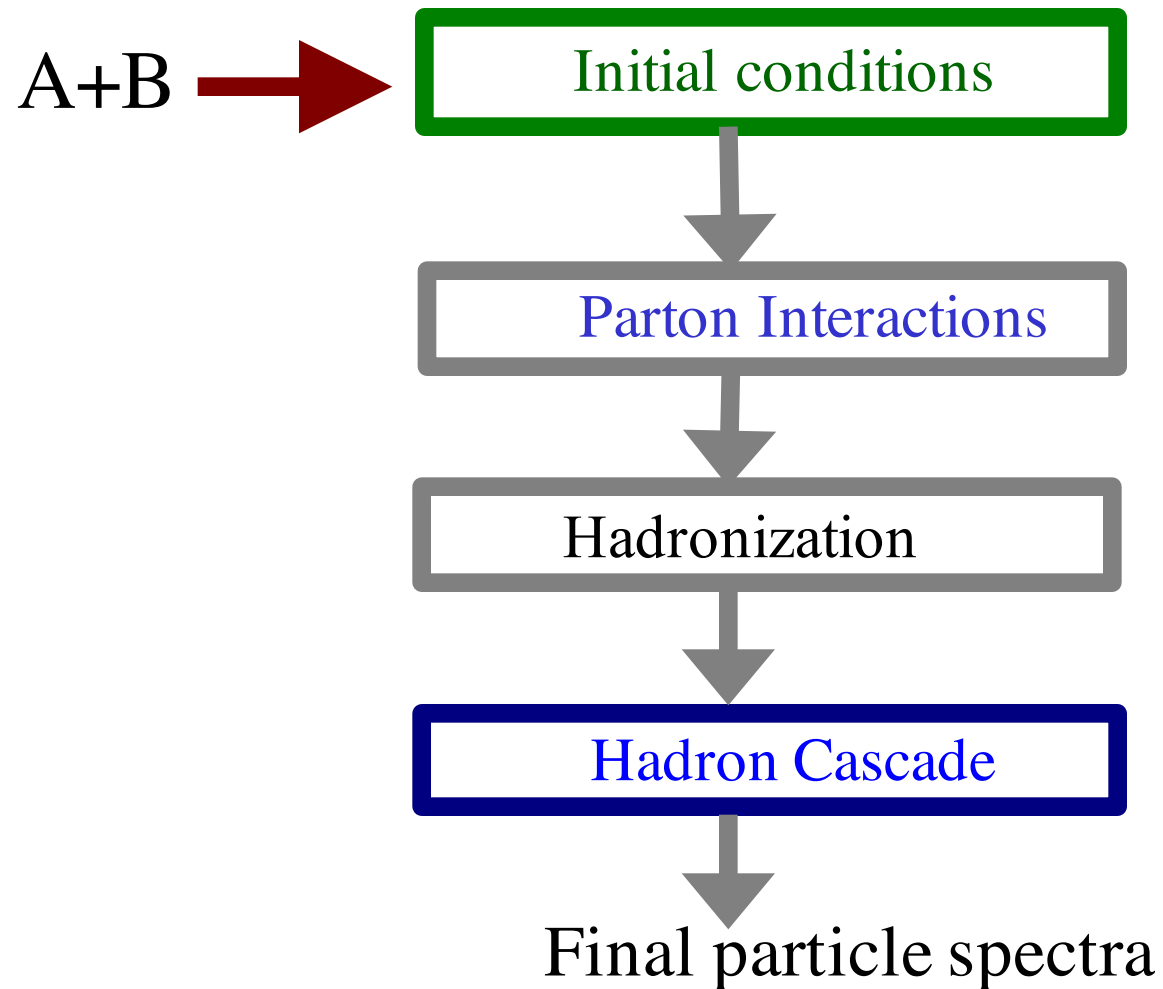 A+B
Initial conditions
Parton Interactions
Hadronization
Hadron Cascade
Final particle spectra